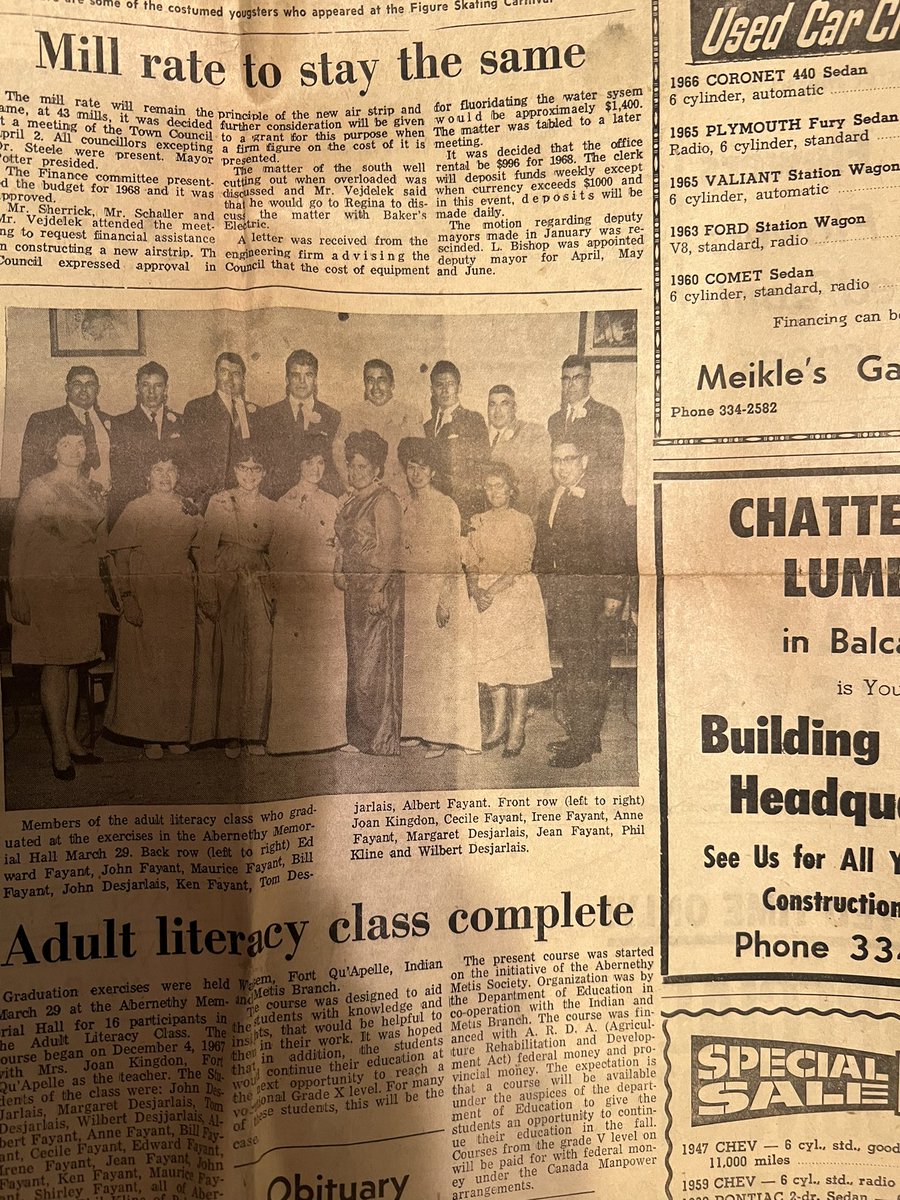 are some of the costumed yougsters who appeared at the Figure Skating Carnival
Mill rate to stay the same
The mill rate will remain the
ame, at 43 mills, it was decided
t a meeting of the Town Council
pril 2. All councillors excepting
r. Steele were present. Mayor
otter presided.
The Finance committee present-
d the budget for 1968 and it was
pproved.
Mr. Sherrick, Mr. Schaller and
Mr. Vejdelek attended the meet-
ng to request financial assistance
n constructing a new airstrip. Th
Council expressed approval in
principle of the new air strip and
further consideration will be given
to a grant for this purpose when
a firm figure on the cost of it is
presented.
The matter of the south well
cutting out when overloaded was
discussed and Mr. Vejdelek said
that he would go to Regina to dis-
cuss the matter with Baker's
Electric.
A letter was received from the
engineering firm advising the
Council that the cost of equipment
for fluoridating the water sysem
would be approximaely $1,400.
The matter was tabled to a later
meeting.
It was decided that the office
rental be $996 for 1968. The clerk
will deposit funds weekly except
when currency exceeds $1000 and
in this event, deposits will be
made daily.
The motion regarding deputy
mayors made in January was re-
scinded. L. Bishop was appointed
deputy mayor for April, May
and June.
Members of the adult literacy class who grad-
uated at the exercises in the Abernethy Memor-
ial Hall March 29. Back row (left to right) Ed
ward Fayant, John Fayant, Maurice Fayant, Bill
Fayant, John Desjarlais, Ken Fayant, Tom Des-
jarlais, Albert Fayant. Front row (left to right)
Joan Kingdon, Cecile Fayant, Irene Fayant, Anne
Fayant, Margaret Desjarlais, Jean Fayant, Phil
Kline and Wilbert Desjarlais.
Adult literacy class complete
Graduation exercises were held
March 29 at the Abernethy Mem-
rial Hall for 16 participants in
the Adult Literacy Class. The
ourse began on December 4, 1967
with Mrs. Joan Kingdon, Fort
Qu'Apelle as the teacher. The Stu-
dents of the class were: John Des-
Jarlais, Margaret Desjarlais, Tom
Desjarlais, Wilbert Desjjarlais, Al-
bert Fayant, Anne Fayant, Bill Fay-
ant, Cecile Fayant, Edward Fayant,
Irene Fayant, Jean Fayant, John
Fayant, Ken Fayant, Maurice Fay-
ant, Shirley Fayant, all of Aber-
Fort Qu'Apelle, Indian
and Metis Branch.
course was designed to aid
the students with knowledge and
that would be helpful to
in their work. It was hoped
that in addition, the students
would continue their education at
the next opportunity to reach a
vocational Grade X level. For many
of these students, this will be the
case.
Obituary
The present course was started
on the initiative of the Abernethy
Metis Society. Organization was by
the Department of Education in
co-operation with the Indian and
Metis Branch. The course was fin-
anced with A. R. D. A. (Agricul-
ture Rehabilitation and Develop-
ment Act) federal money and pro-
vincial money. The expectation is
that a course will be available
under the auspices of the depart-
ment of Education to give the
students an opportunity to contin-
ue their education in the fall.
Courses from the grade V level on
will be paid for with federal mon-
ey under the Canada Manpower
arrangements.
Used Car Cl
1966 CORONET 440 Sedan
6 cylinder, automatic
1965 PLYMOUTH Fury Sedan
Radio, 6 cylinder, standard
1965 VALIANT Station Wagon
6 cylinder, automatic
1963 FORD Station Wagon
V8, standard, radio
1960 COMET Sedan
6 cylinder, standard, radio
Financing can be
Meikle's Ga
Phone 334-2582
CHATTE
LUM
in Balca
is You
Building
Headqu
See Us for All Y
Construction
Phone 33
SPECIAL
SALE
1947 CHEV — 6 cyl., std., good
11,000 miles
1959 CHEV — 6 cyl., std., radio
PONTIAC 2-dr. Sedan